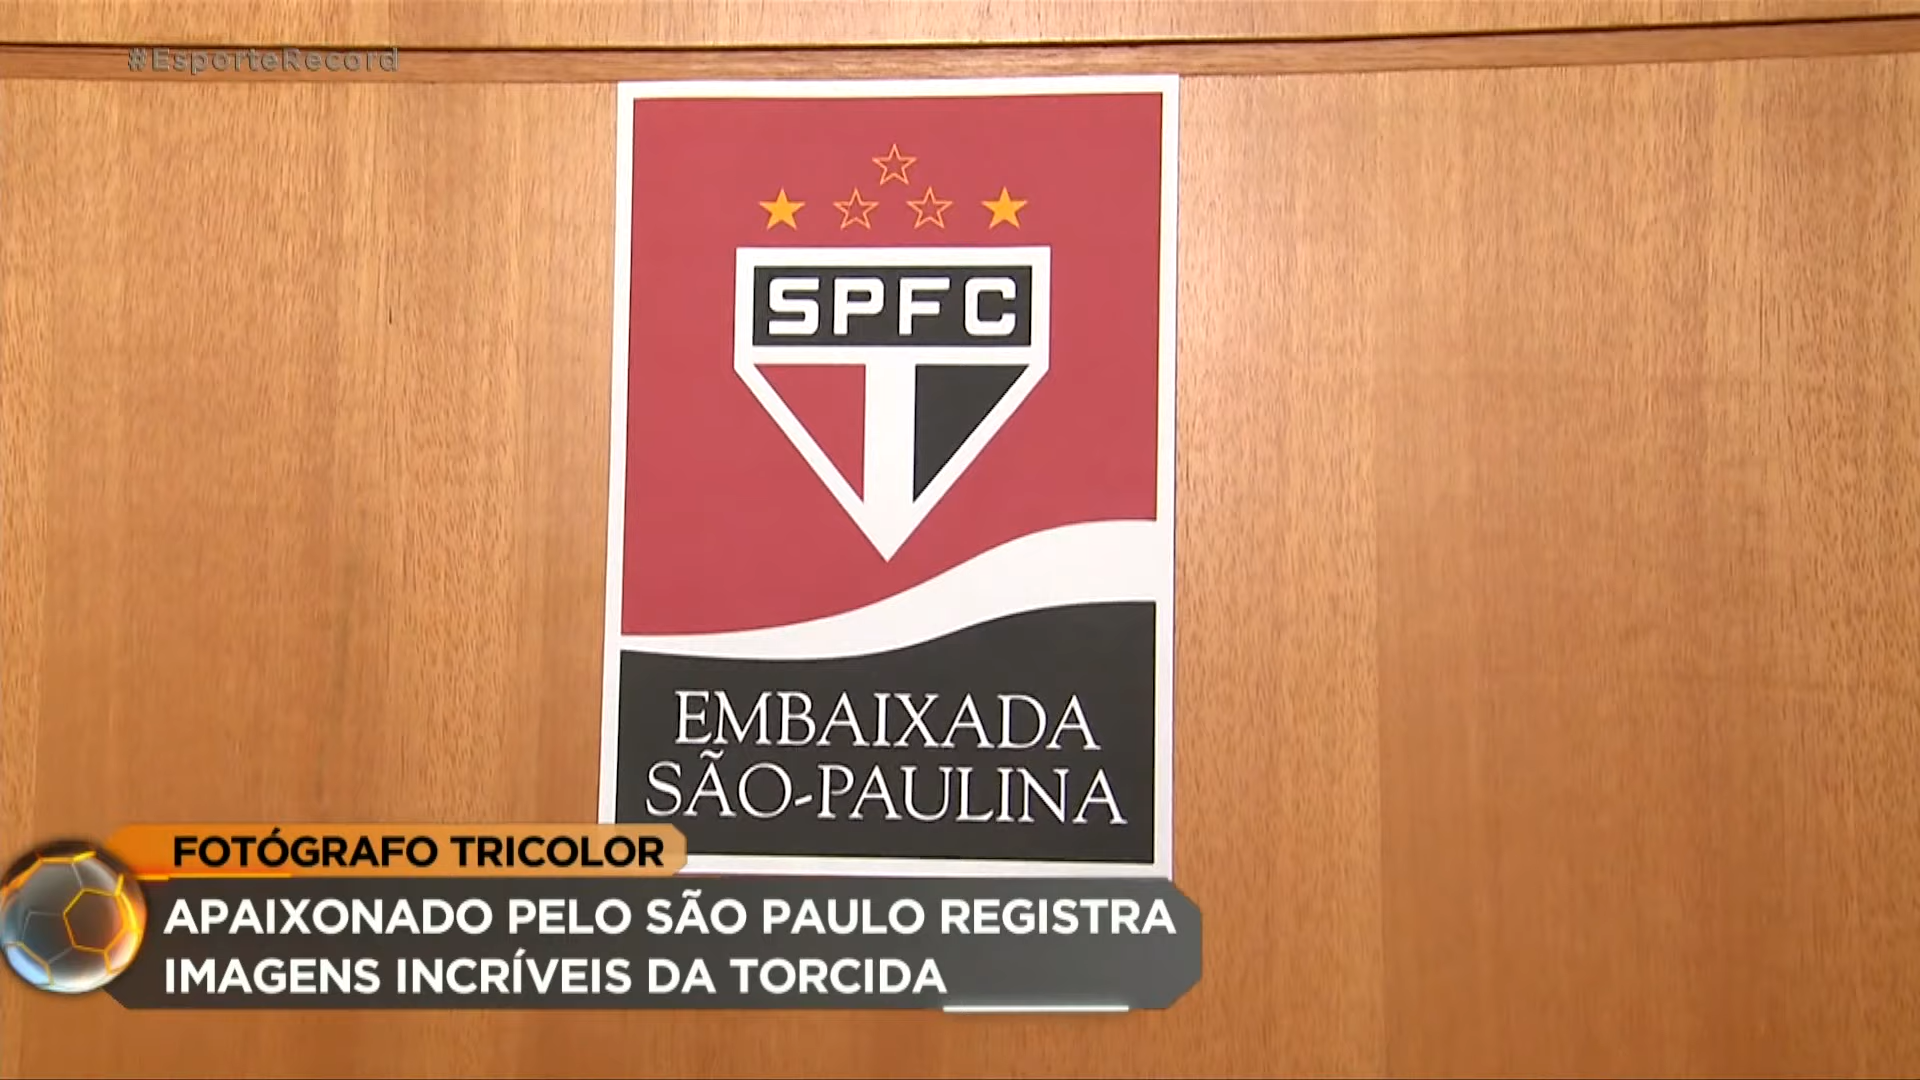 #EsporteRecord
SPFC
EMBAIXADA
SÃO-PAULINA
FOTÓGRAFO TRICOLOR
APAIXONADO PELO SÃO PAULO REGISTRA
IMAGENS INCRÍVEIS DA TORCIDA